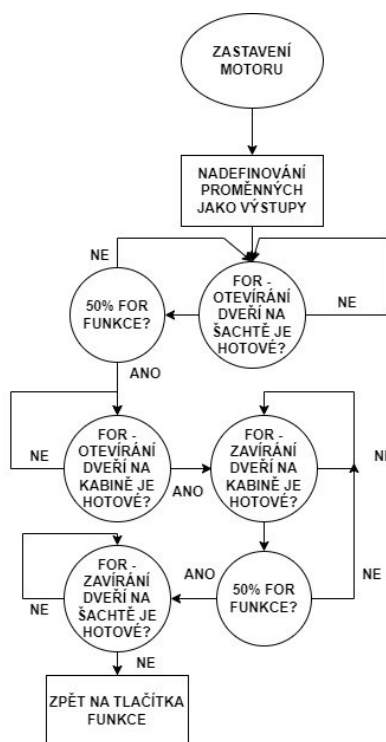 ZASTAVENÍ
MOTORU
NADEFINOVÁNÍ
PROMĚNNÝCH
JAKO VÝSTUPY
NE
50% FOR
FUNKCE?
FOR -
OTEVÍRÁNÍ
DVEŘÍ NA
ŠACHTĚ JE
HOTOVÉ?
NE
ANO
NE
FOR -
OTEVÍRÁNÍ
DVEŘÍ NA
KABINĚ JE
HOTOVÉ?
ANO
FOR -
ZAVÍRÁNÍ
DVEŘÍ NA
KABINĚ JE
HOTOVÉ?
NE
FOR -
ZAVÍRÁNÍ
DVEŘÍ NA
ŠACHTĚ JE
HOTOVÉ?
NE
ANO
50% FOR
FUNKCE?
NE
NE
ZPĚT NA TLAČÍTKA
FUNKCE